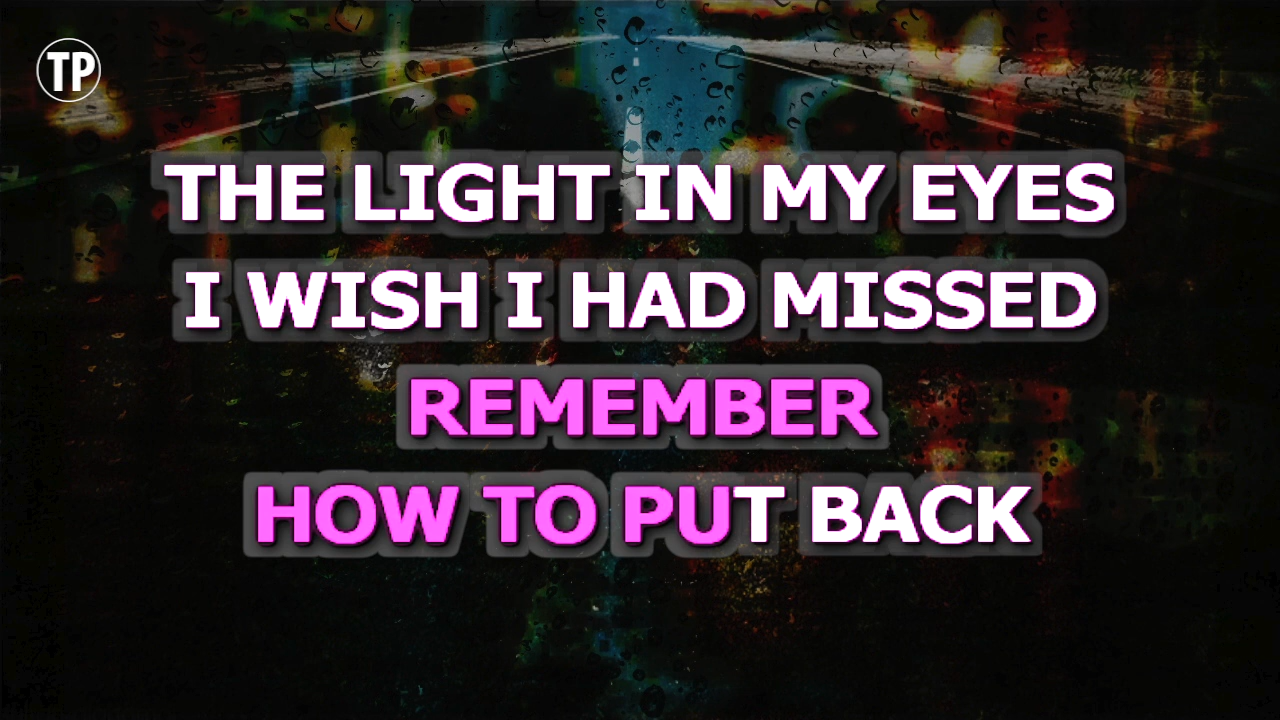 TP
THE LIGHT IN MY EYES
I WISH I HAD MISSED
REMEMBER
HOW TO PUT BACK